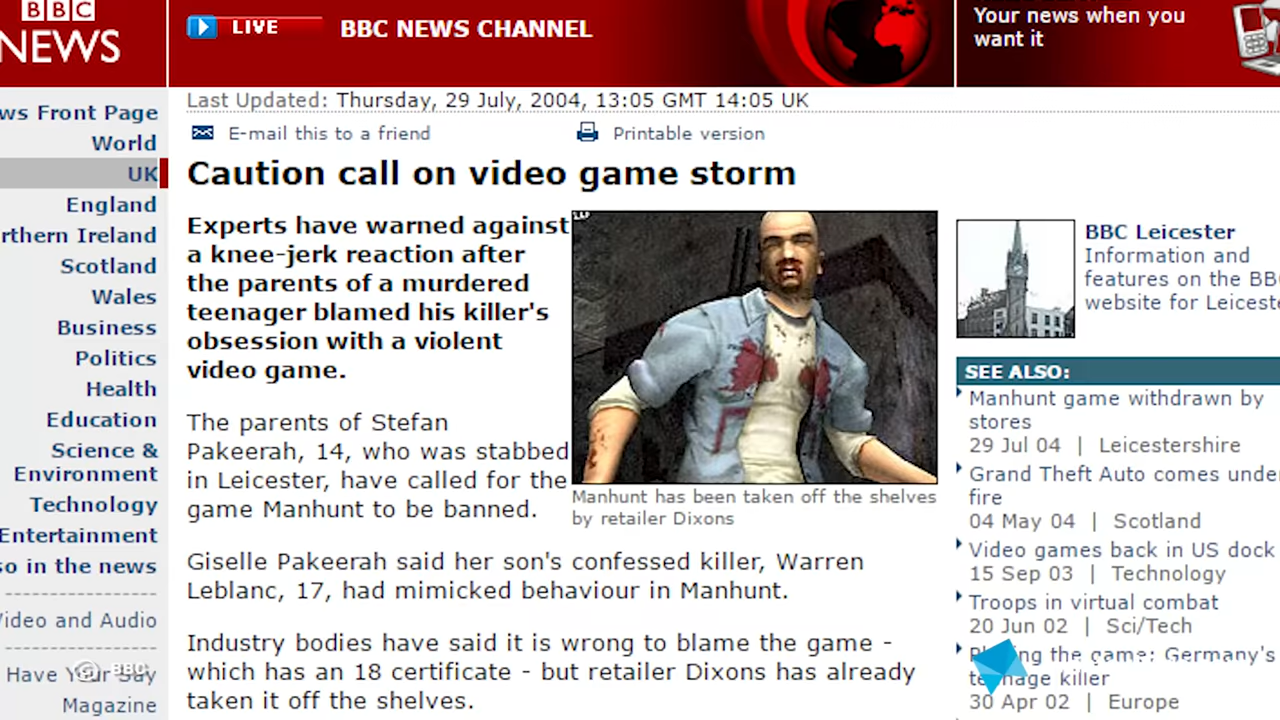 BBC
NEWS
LIVE
BBC NEWS CHANNEL
Your news when you
want it
Last Updated: Thursday, 29 July, 2004, 13:05 GMT 14:05 UK
E-mail this to a friend
Printable version
ws Front Page
World
UK
England
rthern Ireland
Scotland
Wales
Business
Politics
Health
Education
Science &
Environment
Technology
Entertainment
so in the news
Video and Audio
Have Your Say
Magazine
BBC
Caution call on video game storm
Experts have warned against
a knee-jerk reaction after
the parents of a murdered
teenager blamed his killer's
obsession with a violent
video game.
The parents of Stefan
Pakeerah, 14, who was stabbed
in Leicester, have called for the
game Manhunt to be banned.
Manhunt has been taken off the shelves
by retailer Dixons
Giselle Pakeerah said her son's confessed killer, Warren
Leblanc, 17, had mimicked behaviour in Manhunt.
Industry bodies have said it is wrong to blame the game -
which has an 18 certificate - but retailer Dixons has already
taken it off the shelves.
BBC Leicester
Information and
features on the BBC
website for Leiceste
SEE ALSO:
Manhunt game withdrawn by
stores
29 Jul 04 | Leicestershire
Grand Theft Auto comes under
fire
04 May 04 | Scotland
Video games back in US dock
15 Sep 03 | Technology
Troops in virtual combat
20 Jun 02 | Sci/Tech
the game: Germany's
killer
30 Apr 02 | Europe